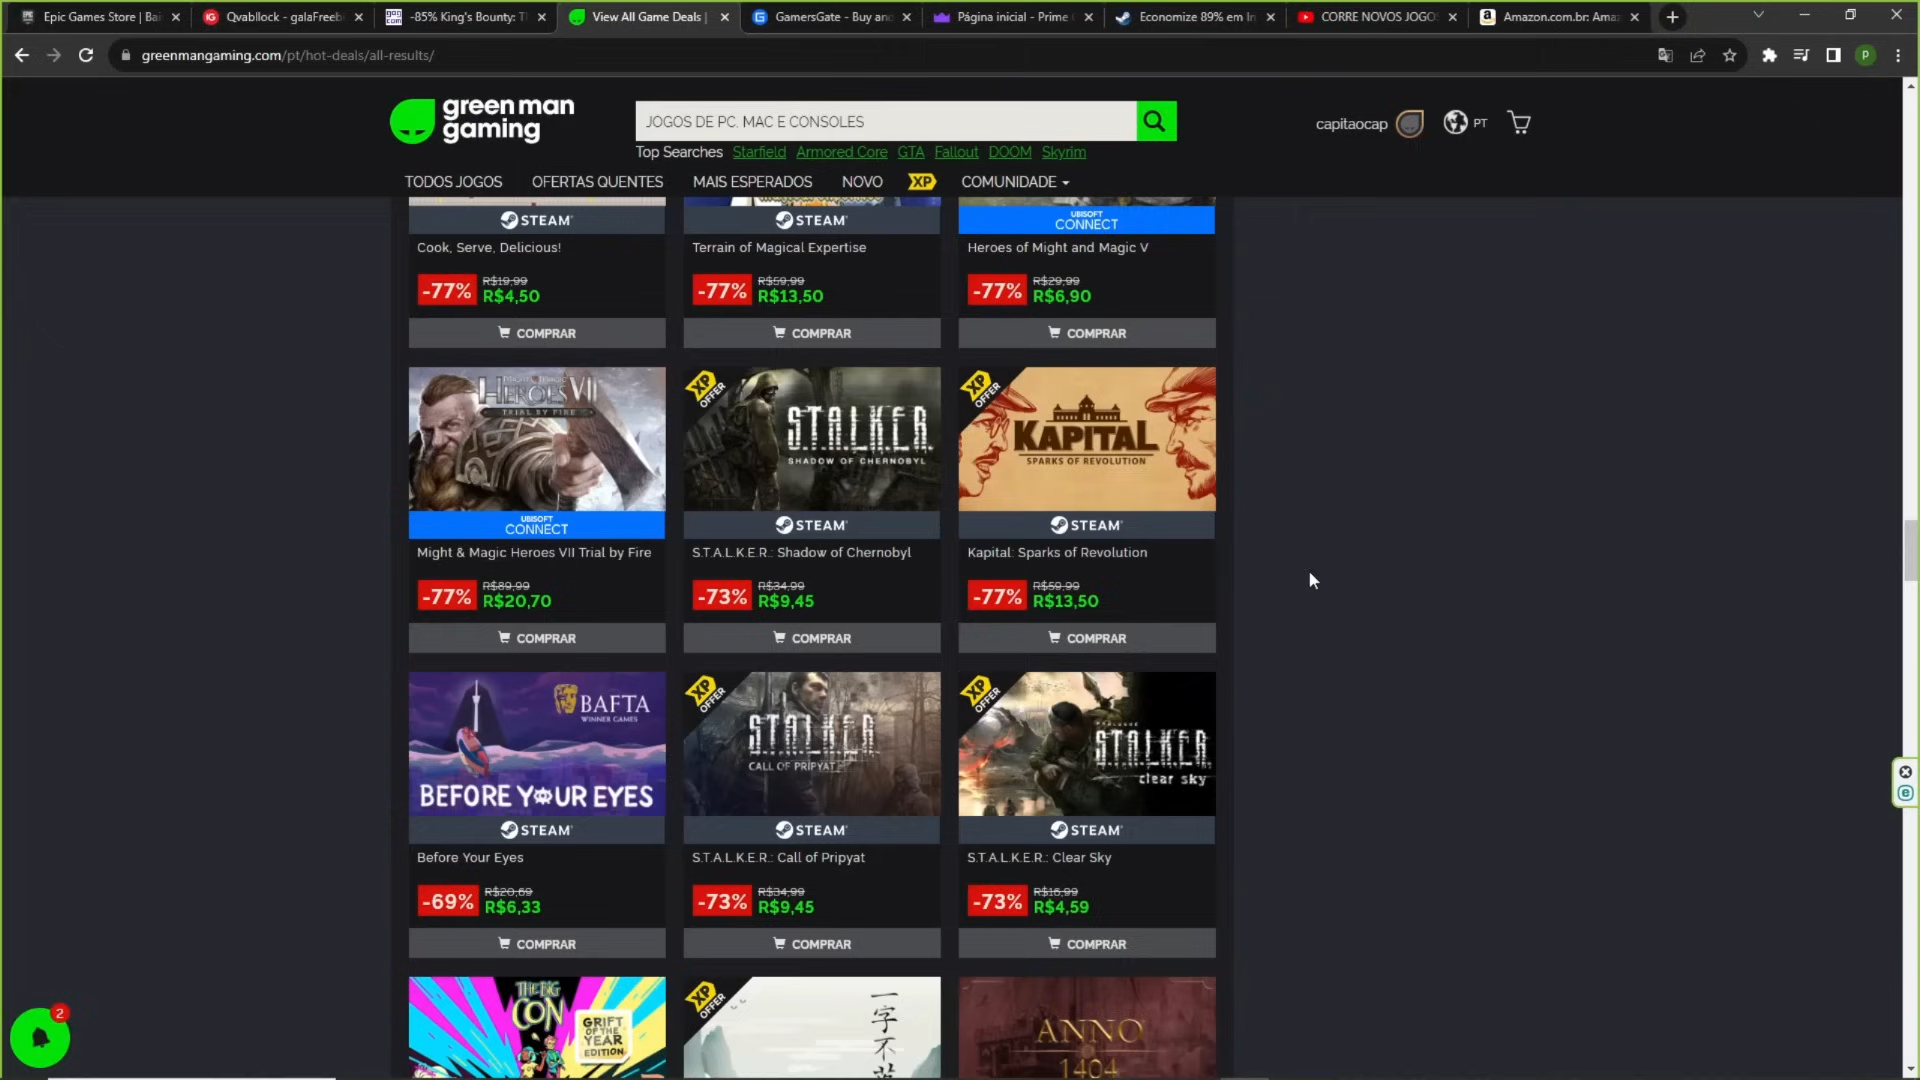 Epic Games Store | Bai
Qvabllock - galaFreebi
-85% King's Bounty: Th
View All Game Deals |
GamersGate - Buy and
Página inicial - Prime G
Economize 89% em In
CORRE NOVOS JOGOS
Amazon.com.br: Amaz
greenmangaming.com/pt/hot-deals/all-results/
green man
gaming
JOGOS DE PC, MAC E CONSOLES
capitaocap
PT
Top Searches Starfield Armored Core GTA Fallout DOOM Skyrim
TODOS JOGOS OFERTAS QUENTES MAIS ESPERADOS NOVO XP COMUNIDADE
STEAM
STEAM
UBISOFT
CONNECT
Cook, Serve, Delicious!
Terrain of Magical Expertise
Heroes of Might and Magic V
-77% R$19,99
R$4,50
-77% R$59,99
R$13,50
-77% R$29,99
R$6,90
COMPRAR
COMPRAR
COMPRAR
MIGHT & MAGIC
HEROES VII
TRIAL BY FIRE
XP
OFFER
S.T.A.L.K.E.R.
SHADOW OF CHERNOBYL
XP
OFFER
KAPITAL
SPARKS OF REVOLUTION
UBISOFT
CONNECT
STEAM
STEAM
Might & Magic Heroes VII Trial by Fire
S.T.A.L.K.E.R.: Shadow of Chernobyl
Kapital: Sparks of Revolution
-77% R$89,99
R$20,70
-73% R$34,99
R$9,45
-77% R$59,99
R$13,50
COMPRAR
COMPRAR
COMPRAR
BAFTA
WINNER GAMES
BEFORE YOUR EYES
XP
OFFER
S.T.A.L.K.E.R.
CALL OF PRIPYAT
XP
OFFER
PROLOGUE
S.T.A.L.K.E.R.
clear sky
STEAM
STEAM
STEAM
Before Your Eyes
S.T.A.L.K.E.R.: Call of Pripyat
S.T.A.L.K.E.R.: Clear Sky
-69% R$20,69
R$6,33
-73% R$34,99
R$9,45
-73% R$16,99
R$4,59
COMPRAR
COMPRAR
COMPRAR
THE BIG
CON
GRIFT
OF THE
YEAR
EDITION
XP
OFFER
一字不
ANNO
1404
2